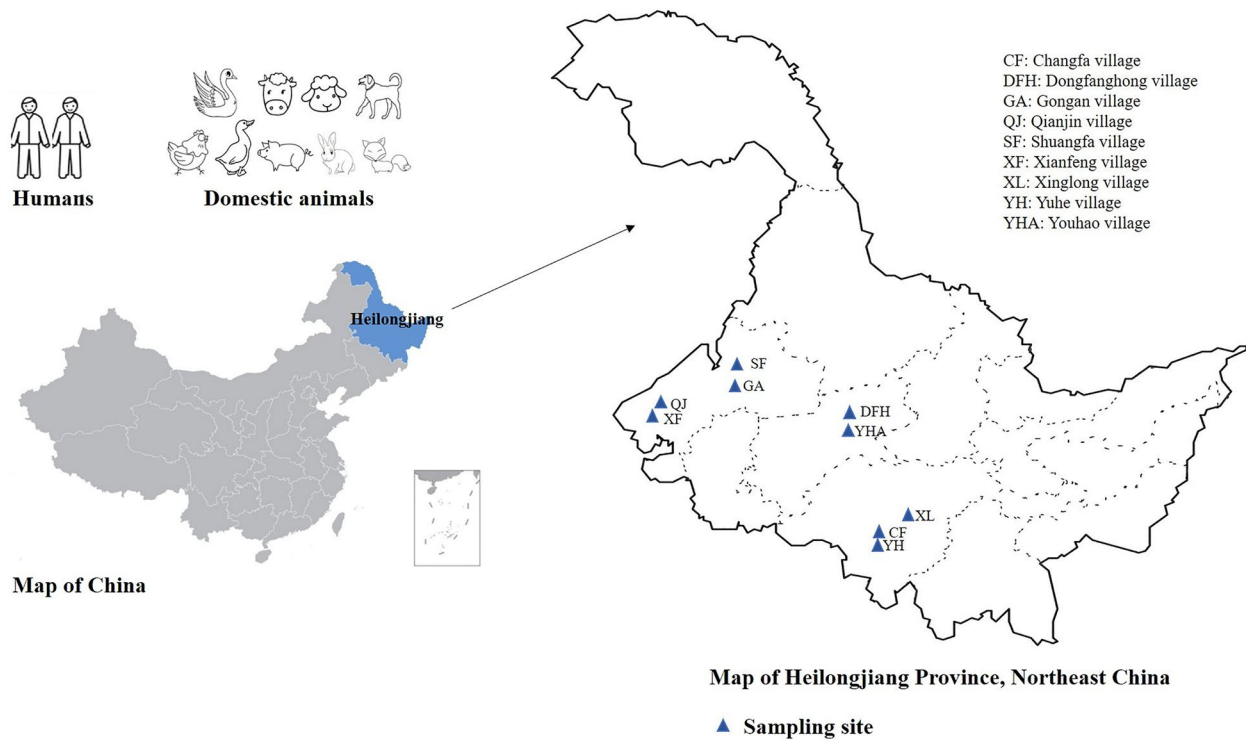 Humans
Domestic animals
CF: Changfa village
DFH: Dongfanghong village
GA: Gongan village
QJ: Qianjin village
SF: Shuangfa village
XF: Xianfeng village
XL: Xinglong village
YH: Yuhe village
YHA: Youhao village
Heilongjiang
Map of China
SF
GA
QJ
XF
DFH
YHA
XL
CF
YH
Map of Heilongjiang Province, Northeast China
Sampling site